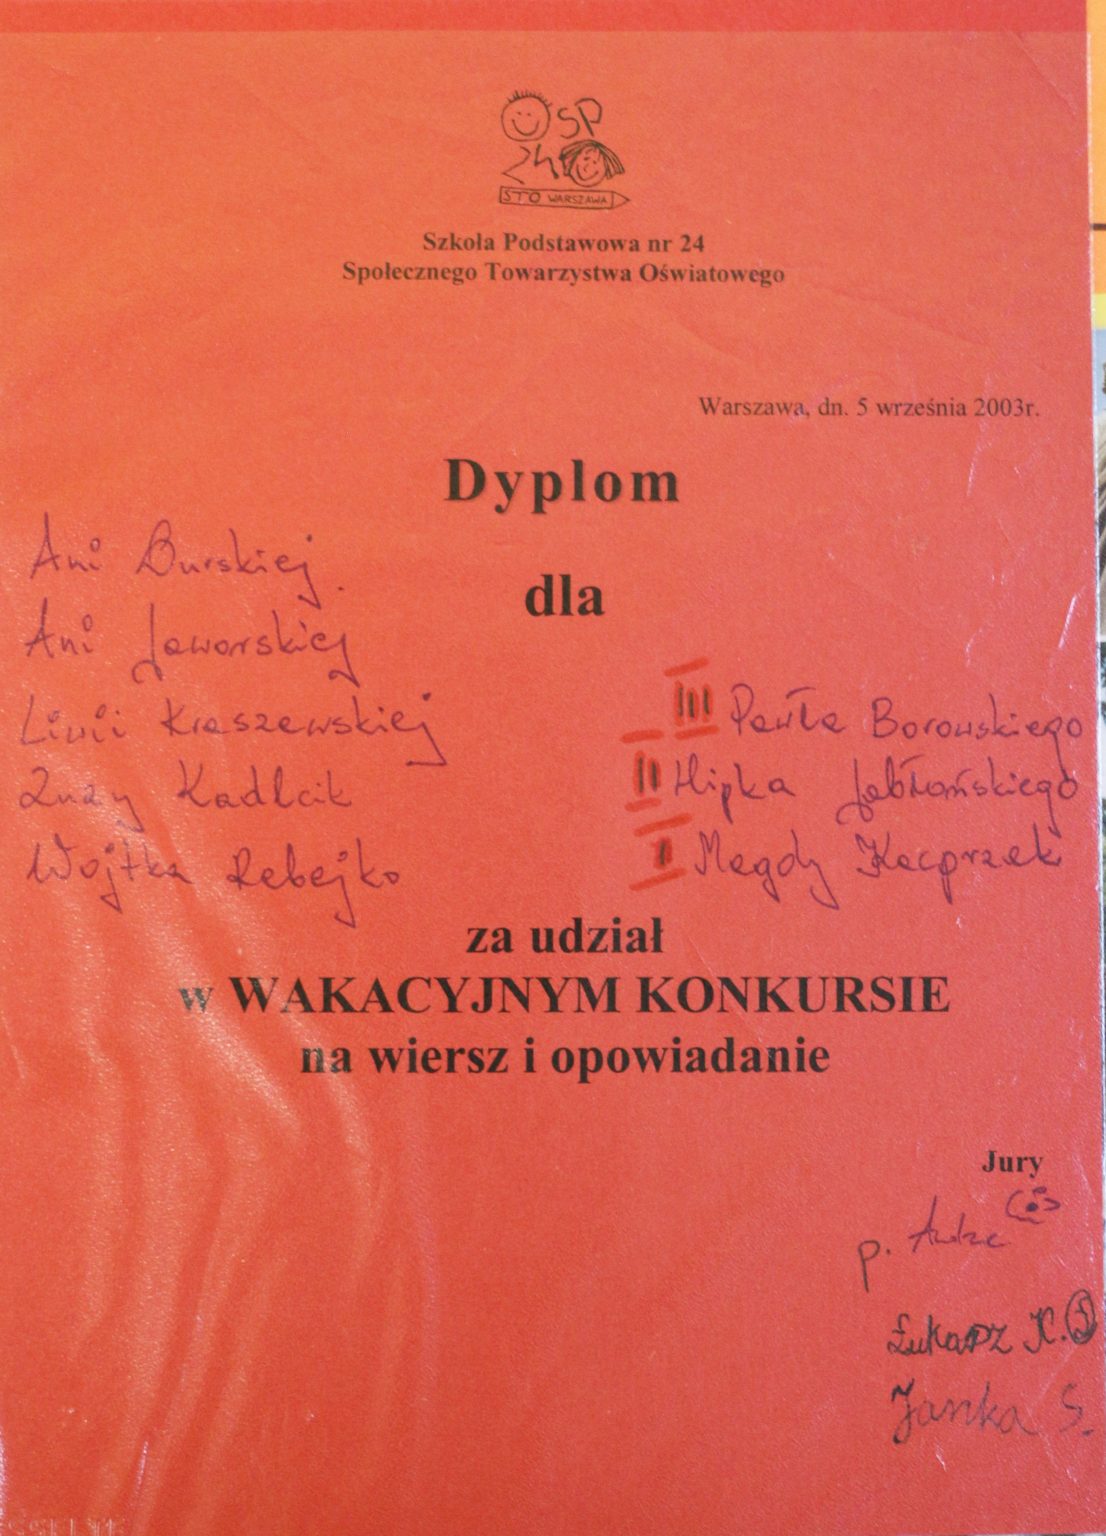 SP
24
STO WARSZAWA
Szkoła Podstawowa nr 24
Społecznego Towarzystwa Oświatowego
Warszawa, dn. 5 września 2003r.
Dyplom
dla
Ani Burskiej
Ani Jaworskiej
Liwii Kraszewskiej
Zuzy Kadlcik
Wojtka Rebejko
III Pawła Borowskiego
II Hipka Jabłońskiego
I Magdy Kacprzak
za udział
w WAKACYJNYM KONKURSIE
na wiersz i opowiadanie
Jury
p. Anka
Łukasz K.
Janka S.